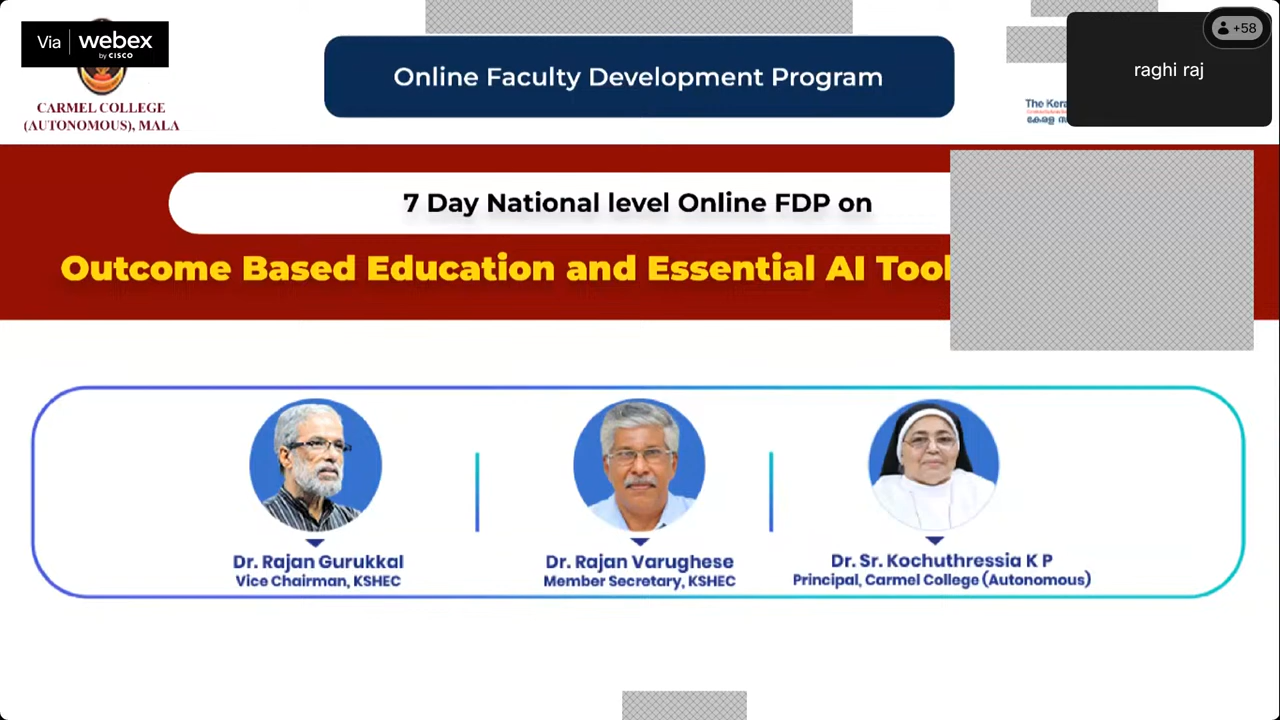 Via webex
by CISCO
+58
raghi raj
Online Faculty Development Program
CARMEL COLLEGE
(AUTONOMOUS), MALA
The
7 Day National level Online FDP on
Outcome Based Education and Essential AI
Dr. Rajan Gurukkal
Vice Chairman, KSHEC
Dr. Rajan Varughese
Member Secretary, KSHEC
Dr. Sr. Kochuthressia K P
Principal, Carmel College (Autonomous)